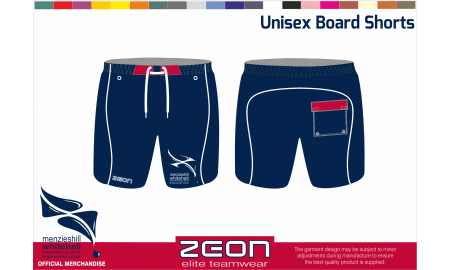 Unisex Board Shorts
ZEON
menzieshill
whitehall
menzieshill
whitehall
OFFICIAL MERCHANDISE
ZEON
elite teamwear
The garment design may be subject to minor
adjustments during manufacture to ensure
the best quality product is supplied.